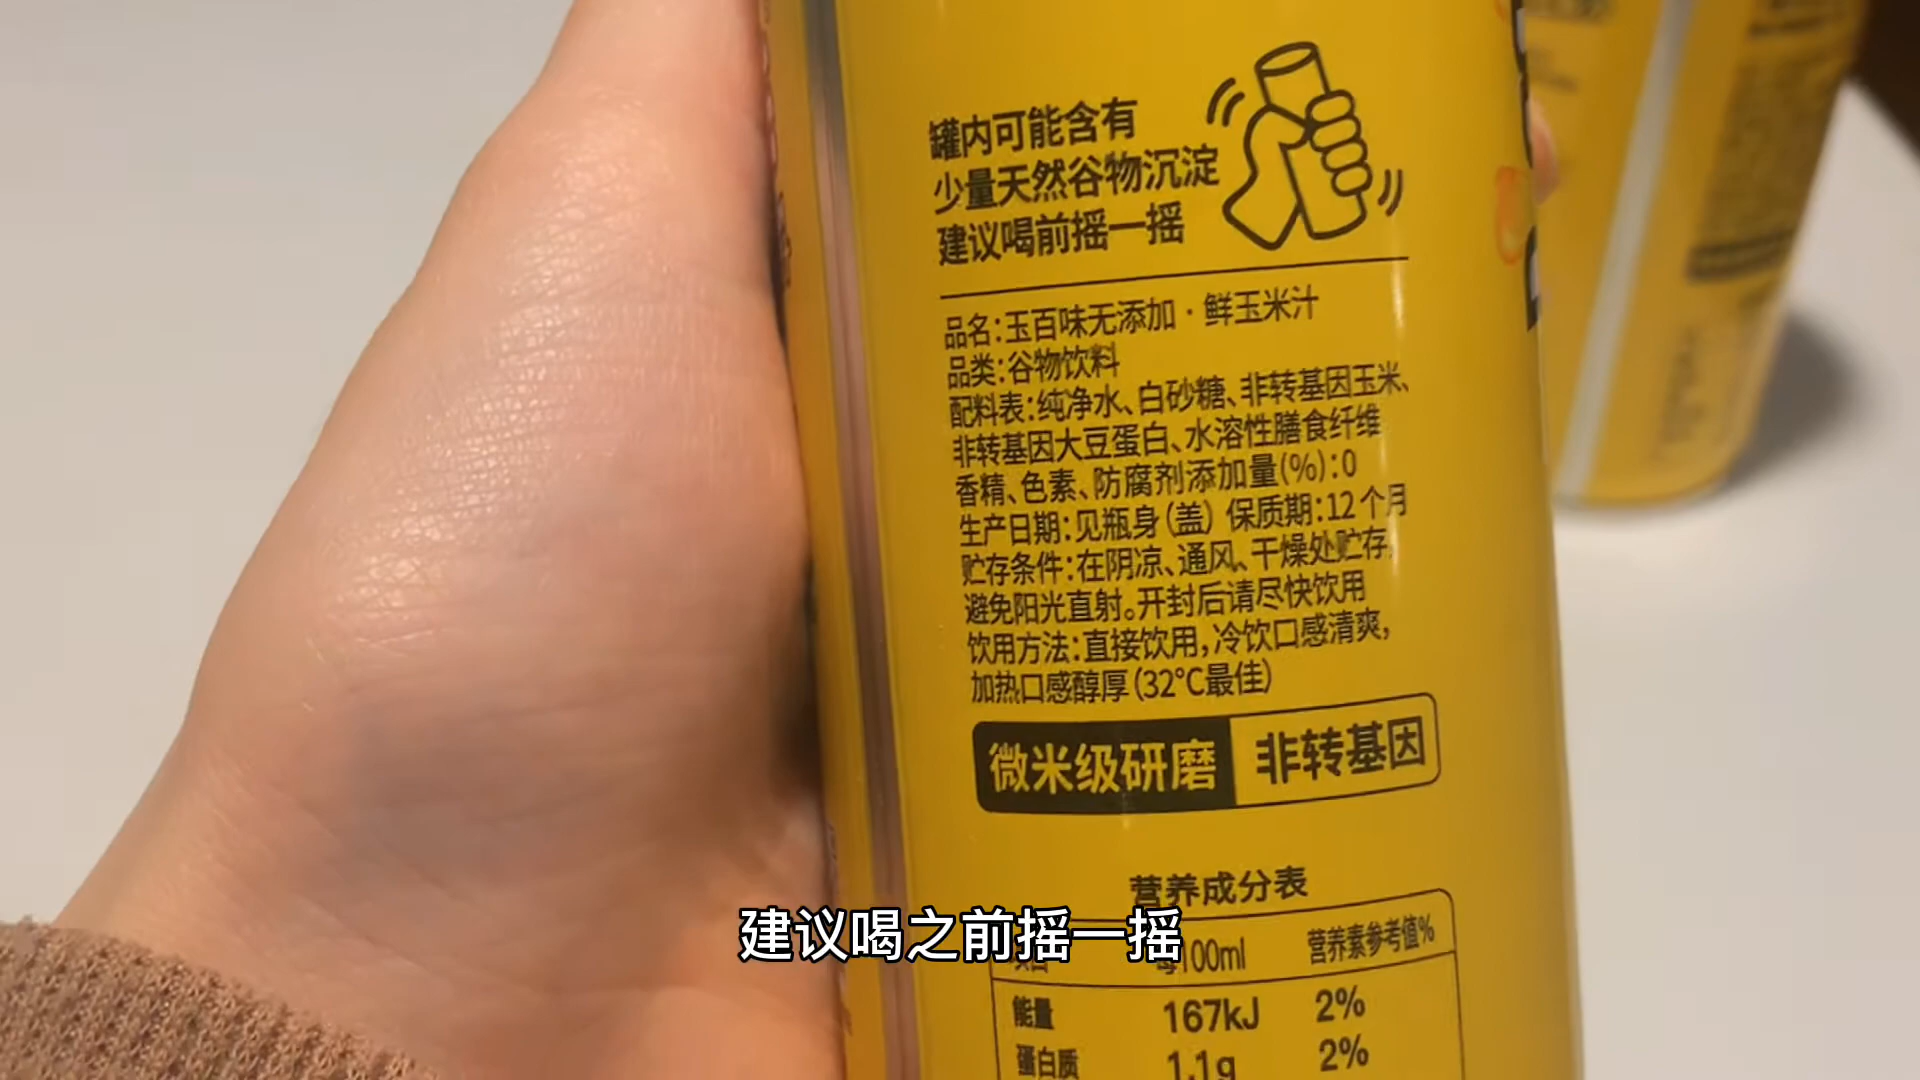 罐内可能含有
少量天然谷物沉淀
建议喝前摇一摇
品名：玉百味无添加·鲜玉米汁
品类：谷物饮料
配料表：纯净水、白砂糖、非转基因玉米、
非转基因大豆蛋白、水溶性膳食纤维
香精、色素、防腐剂添加量(%)：0
生产日期：见瓶身(盖) 保质期：12个月
贮存条件：在阴凉、通风、干燥处贮存，
避免阳光直射。开封后请尽快饮用
饮用方法：直接饮用，冷饮口感清爽，
加热口感醇厚(32℃最佳)
微米级研磨 非转基因
营养成分表
建议喝之前摇一摇
每100ml 营养素参考值%
能量 167kJ 2%
蛋白质 1.1g 2%